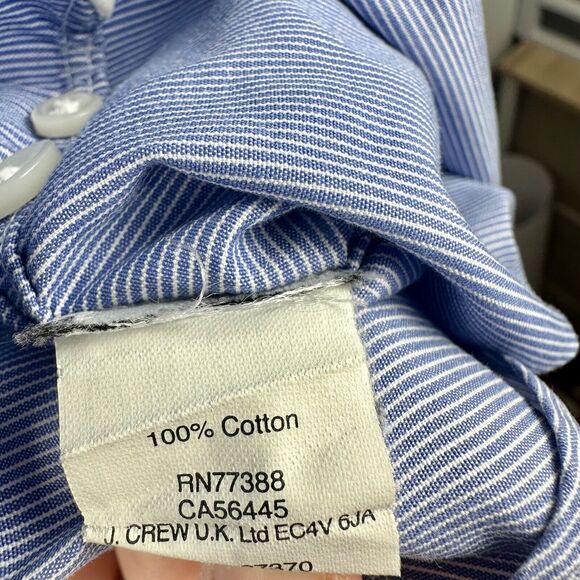 100% Cotton
RN77388
CA56445
J. CREW U.K. Ltd EC4V 6JA